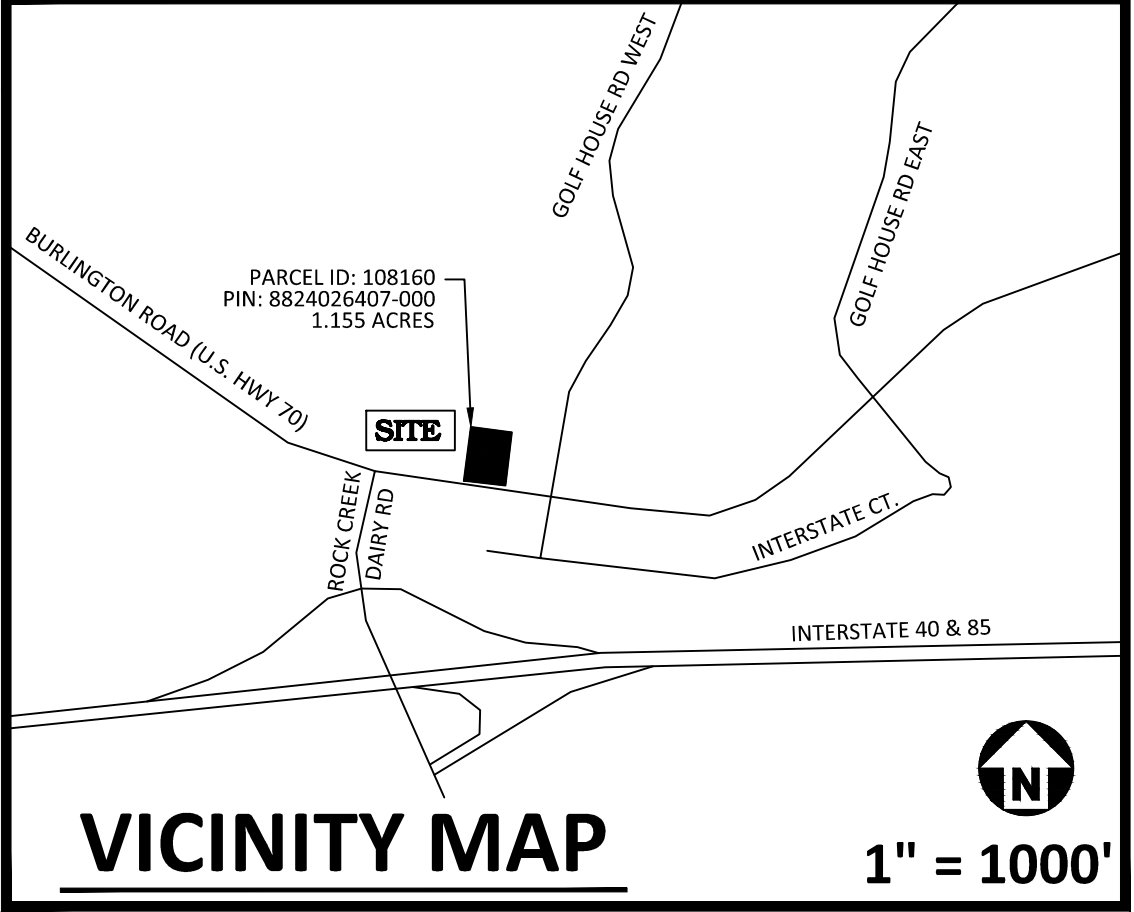 GOLF HOUSE RD WEST
GOLF HOUSE RD EAST
BURLINGTON ROAD (U.S. HWY 70)
PARCEL ID: 108160
PIN: 8824026407-000
1.155 ACRES
SITE
ROCK CREEK
DAIRY RD
INTERSTATE CT.
INTERSTATE 40 & 85
N
VICINITY MAP
1" = 1000'